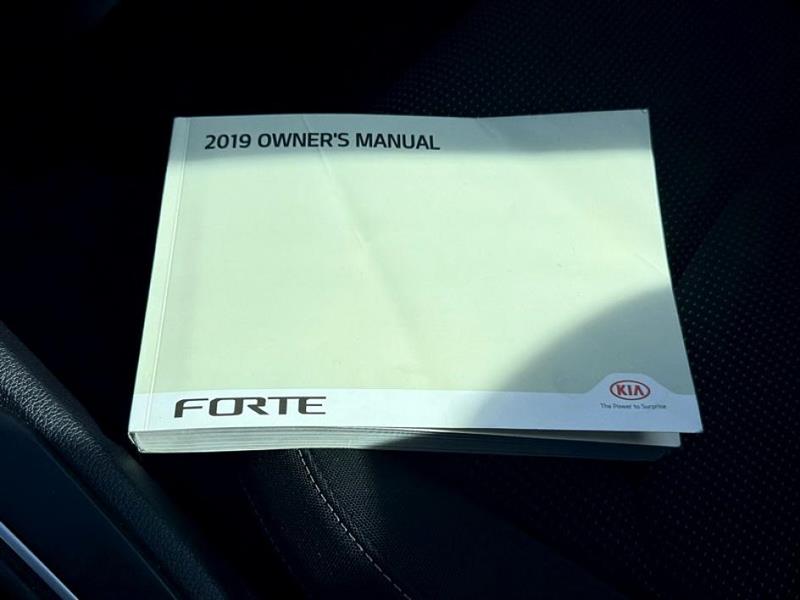 2019 OWNER'S MANUAL
FORTE
KIA
The Power to Surprise